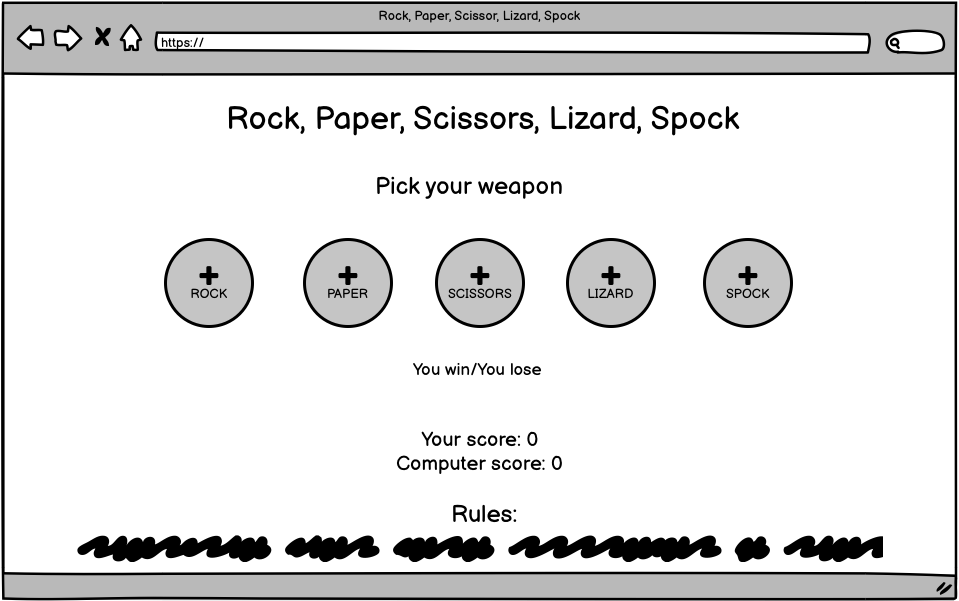 Rock, Paper, Scissor, Lizard, Spock
https://
Rock, Paper, Scissors, Lizard, Spock
Pick your weapon
ROCK PAPER SCISSORS LIZARD SPOCK
You win/You lose
Your score: 0
Computer score: 0
Rules: